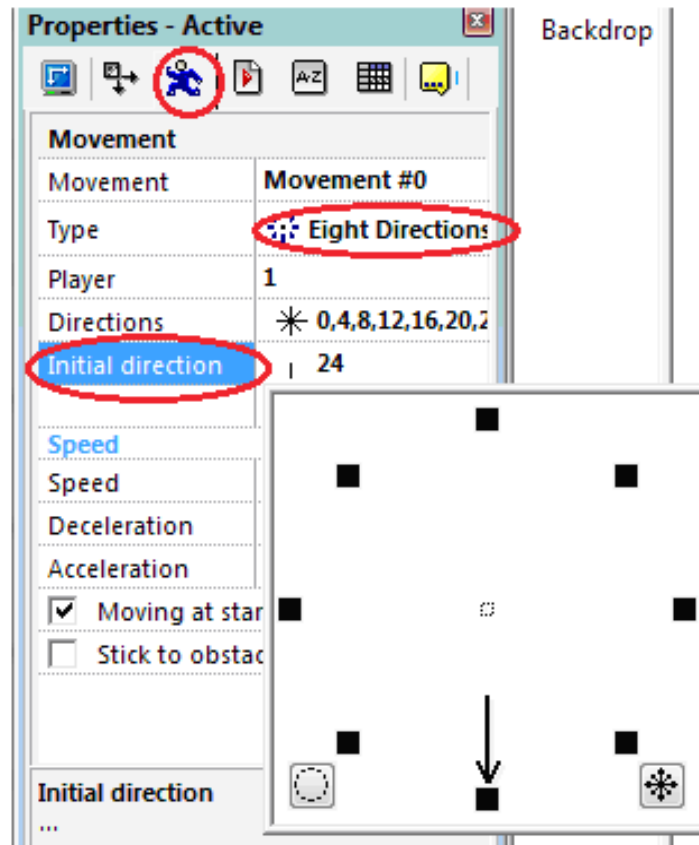 Properties - Active
Backdrop
A-Z
Movement
Movement Movement #0
Type Eight Directions
Player 1
Directions 0,4,8,12,16,20,2
Initial direction 24
Speed
Speed
Deceleration
Acceleration
Moving at star
Stick to obstac
Initial direction
...